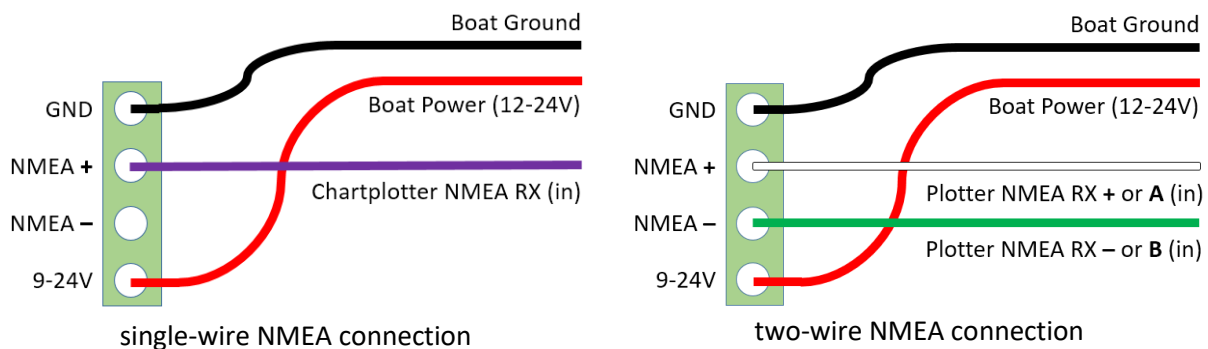 Boat Ground
Boat Power (12-24V)
GND
NMEA +
Chartplotter NMEA RX (in)
NMEA –
9-24V
single-wire NMEA connection
Boat Ground
Boat Power (12-24V)
GND
NMEA +
Plotter NMEA RX + or A (in)
NMEA –
Plotter NMEA RX – or B (in)
9-24V
two-wire NMEA connection